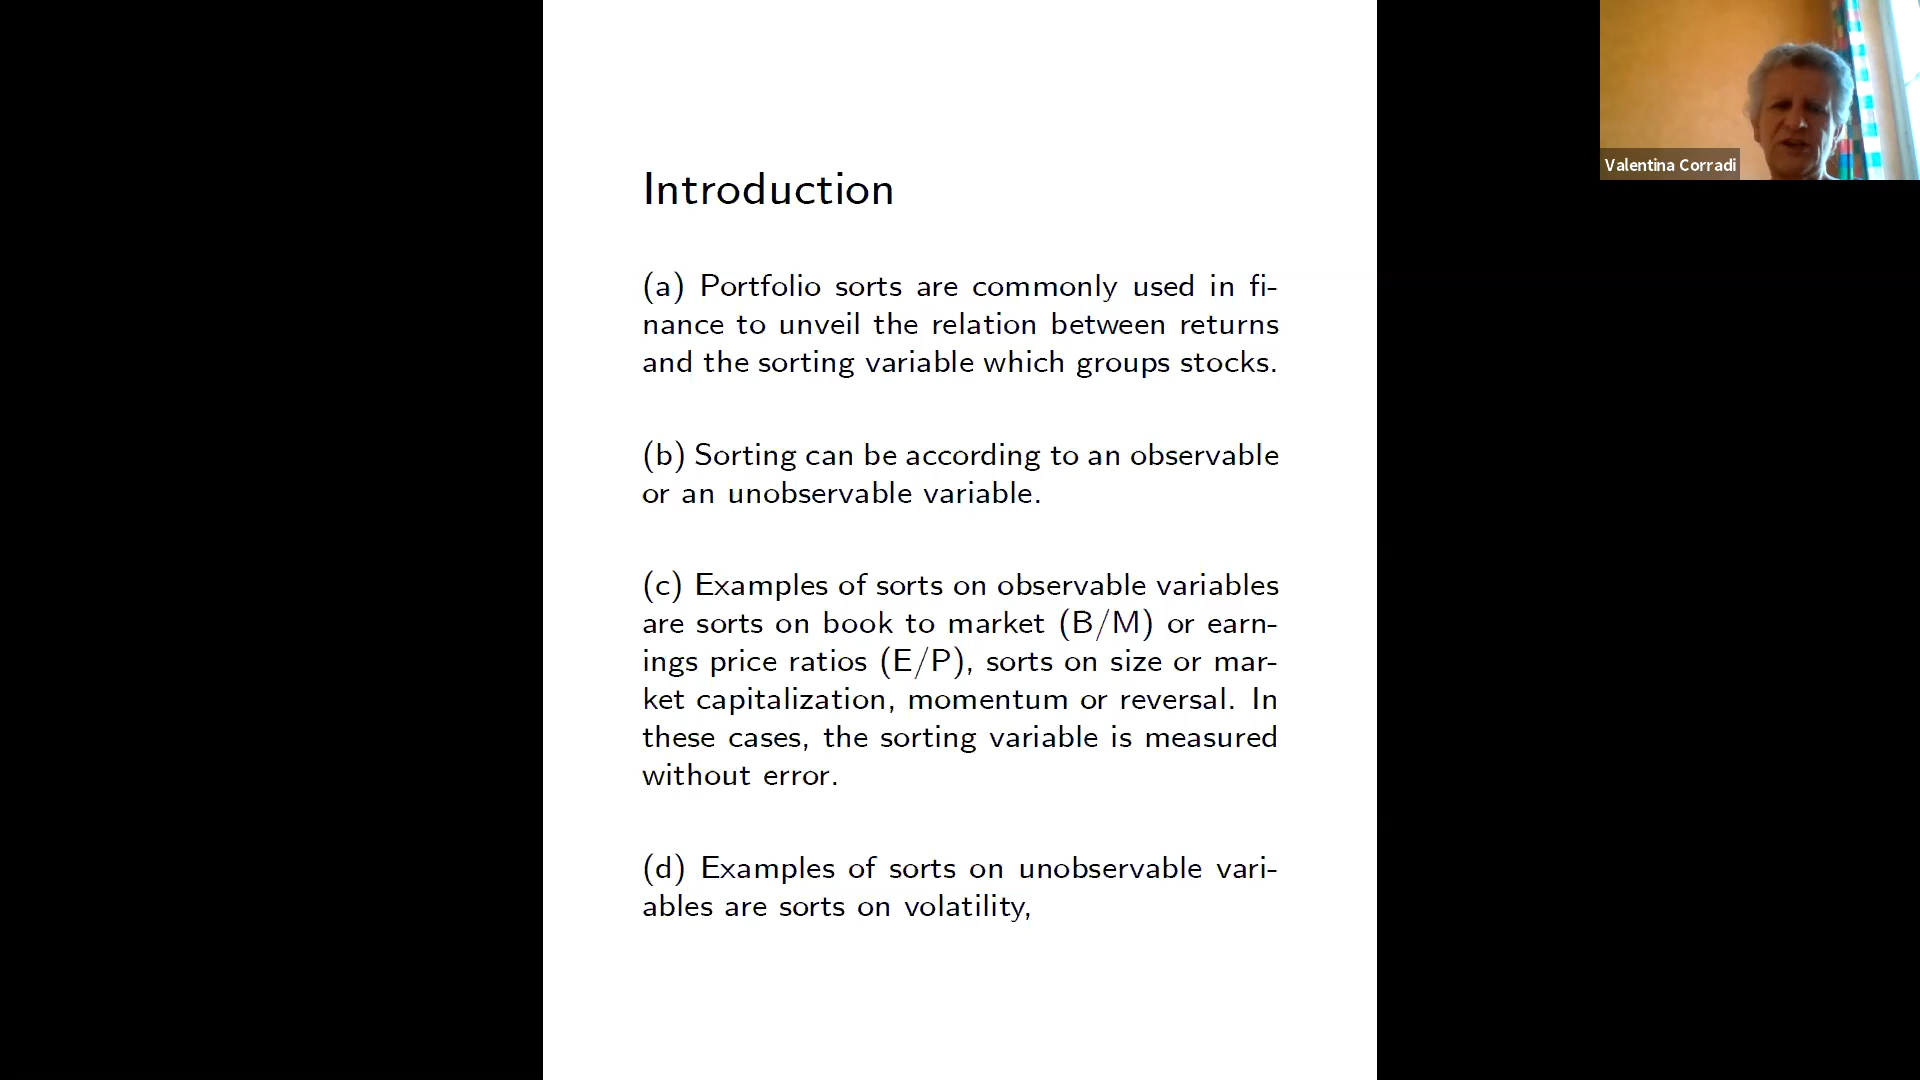 Introduction
(a) Portfolio sorts are commonly used in fi-
nance to unveil the relation between returns
and the sorting variable which groups stocks.
(b) Sorting can be according to an observable
or an unobservable variable.
(c) Examples of sorts on observable variables
are sorts on book to market (B/M) or earn-
ings price ratios (E/P), sorts on size or mar-
ket capitalization, momentum or reversal. In
these cases, the sorting variable is measured
without error.
(d) Examples of sorts on unobservable vari-
ables are sorts on volatility,
Valentina Corradi